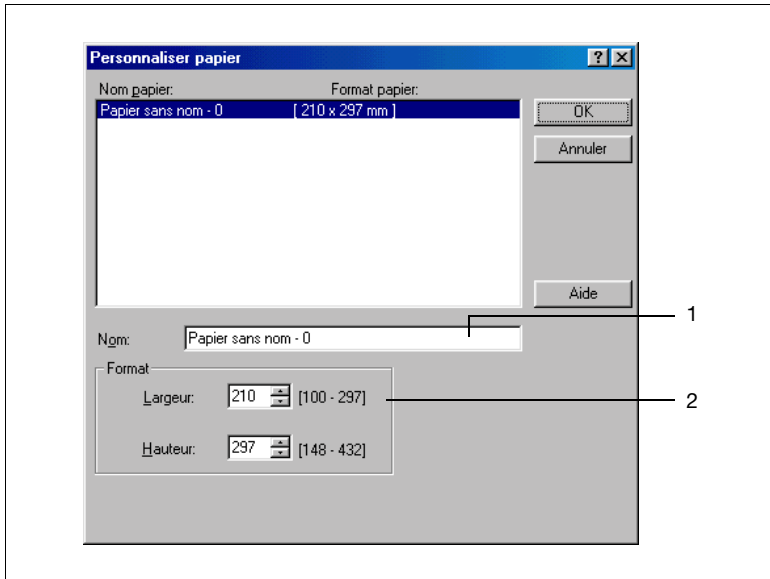 Personnaliser papier
Nom papier: Format papier:
Papier sans nom - 0 [ 210 x 297 mm ]
OK
Annuler
Aide
1
Nom: Papier sans nom - 0
Format
Largeur: 210 [100 - 297]
2
Hauteur: 297 [148 - 432]